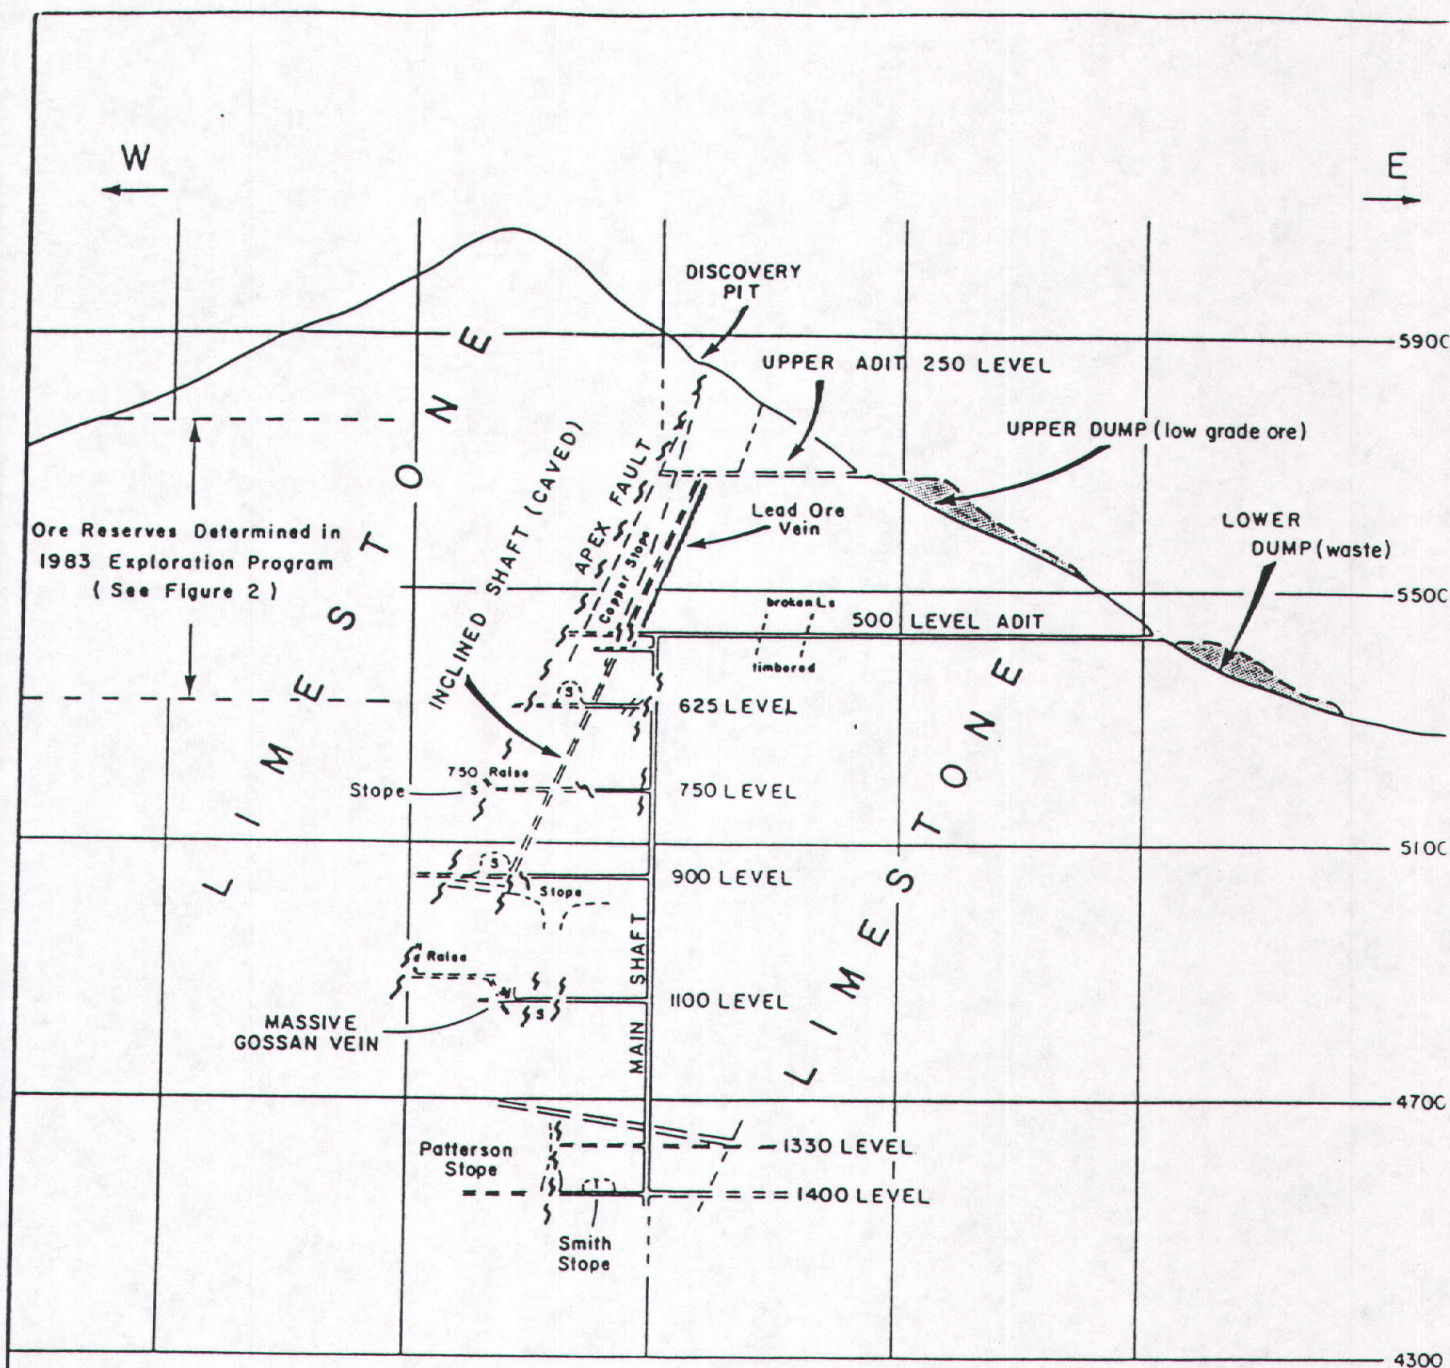 W
E
DISCOVERY
PIT
5900
UPPER ADIT 250 LEVEL
UPPER DUMP (low grade ore)
Lead Ore
Vein
LOWER
DUMP (waste)
Ore Reserves Determined in
1983 Exploration Program
( See Figure 2 )
LIMESTONE
INCLINED SHAFT (CAVED)
APEX FAULT
Copper Stope
5500
broken Ls
500 LEVEL ADIT
timbered
S
625 LEVEL
750 Raise
Stope
S
750 LEVEL
5100
S
900 LEVEL
Stope
LIMESTONE
MAIN SHAFT
Raise
1100 LEVEL
S
MASSIVE
GOSSAN VEIN
4700
Patterson
Stope
1330 LEVEL
1400 LEVEL
Smith
Stope
4300